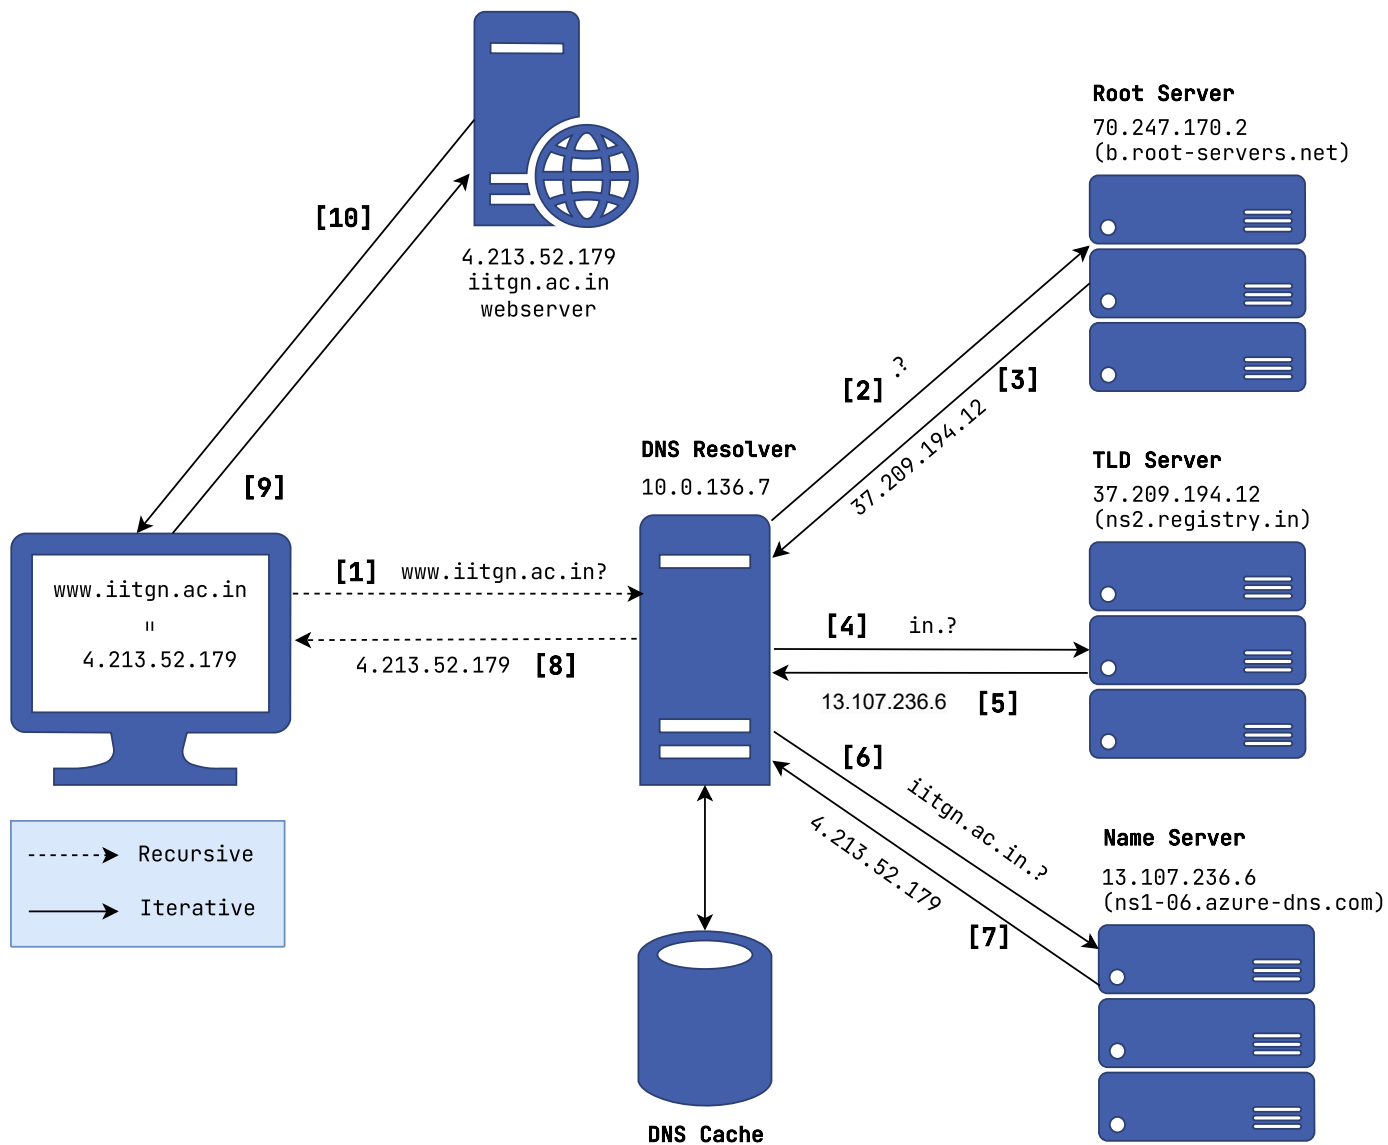 Root Server
70.247.170.2
(b.root-servers.net)
[10]
4.213.52.179
iitgn.ac.in
webserver
[2]
.?
[3]
37.209.194.12
DNS Resolver
10.0.136.7
TLD Server
37.209.194.12
(ns2.registry.in)
[9]
www.iitgn.ac.in
=
4.213.52.179
[1] www.iitgn.ac.in?
4.213.52.179 [8]
[4] in.?
13.107.236.6 [5]
[6]
iitgn.ac.in.?
4.213.52.179
[7]
Name Server
13.107.236.6
(ns1-06.azure-dns.com)
Recursive
Iterative
DNS Cache